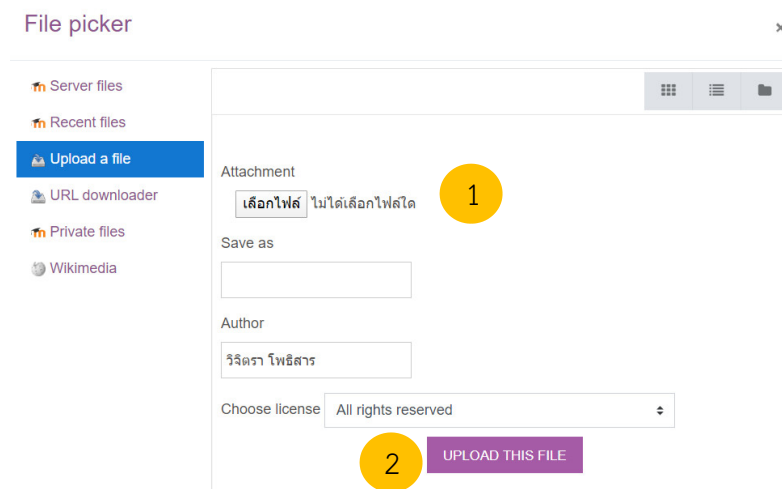 File picker
×
Server files
Recent files
Upload a file
URL downloader
Private files
Wikimedia
Attachment
เลือกไฟล์ ไม่ได้เลือกไฟล์ใด
1
Save as
Author
วิจิตรา โพธิสาร
Choose license All rights reserved
2 UPLOAD THIS FILE